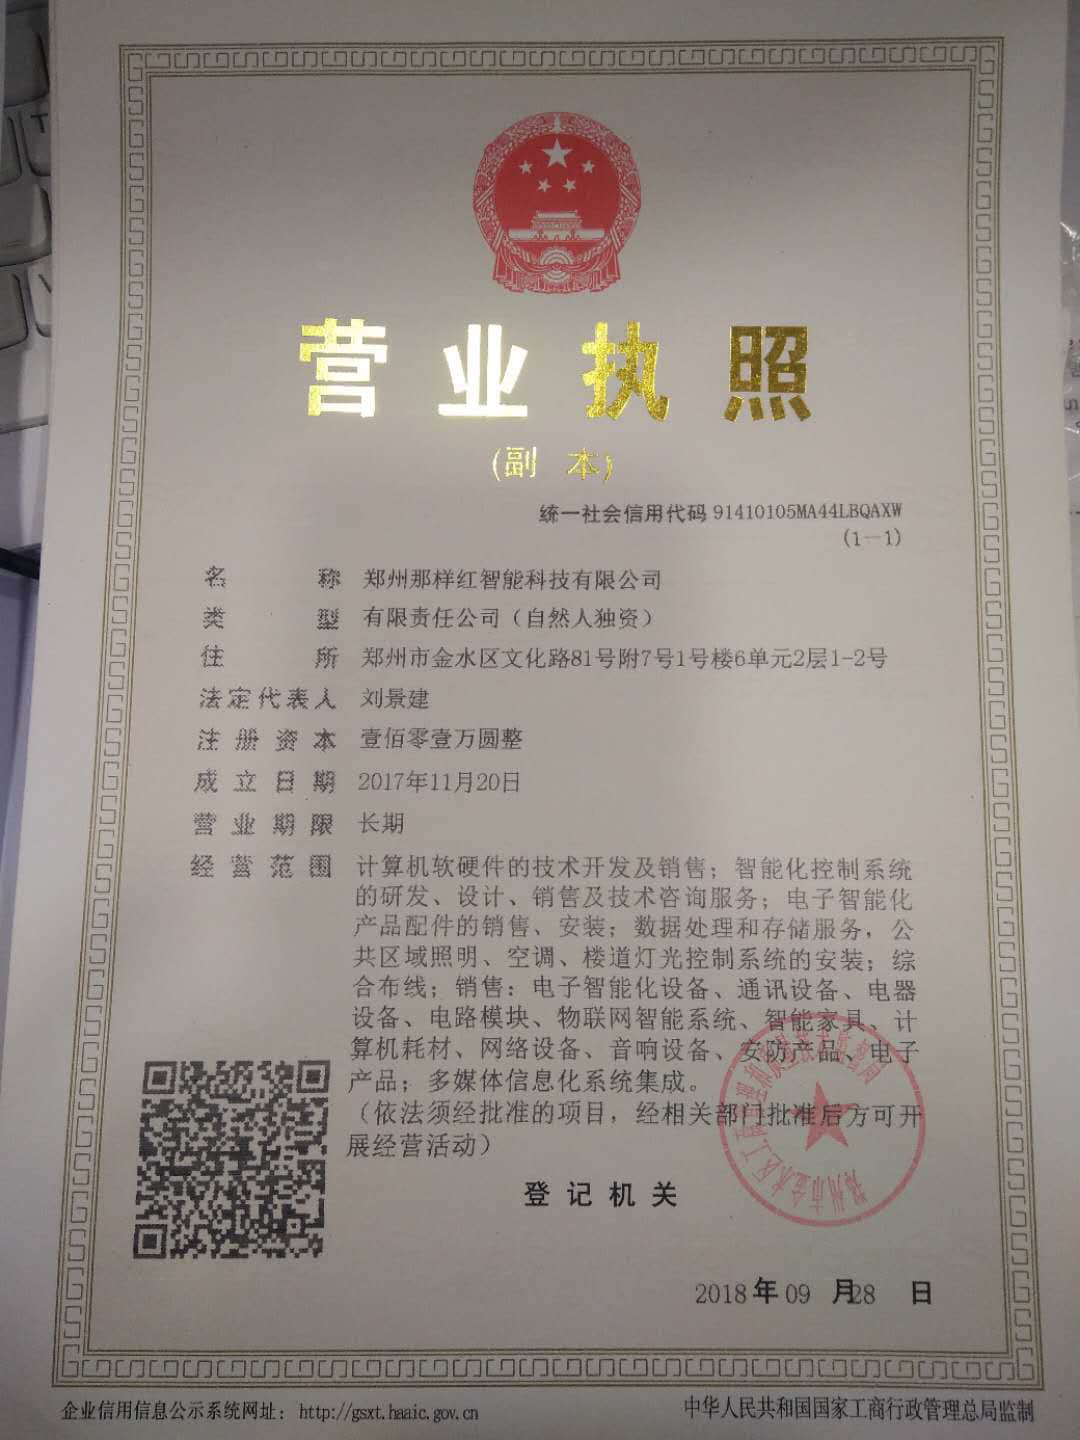 营业执照
(副 本)
统一社会信用代码 91410105MA44LBQAXW
(1-1)
名称 郑州那样红智能科技有限公司
类型 有限责任公司（自然人独资）
住所 郑州市金水区文化路81号附7号1号楼6单元2层1-2号
法定代表人 刘景建
注册资本 壹佰零壹万圆整
成立日期 2017年11月20日
营业期限 长期
经营范围 计算机软硬件的技术开发及销售；智能化控制系统
的研发、设计、销售及技术咨询服务；电子智能化
产品配件的销售、安装；数据处理和存储服务，公
共区域照明、空调、楼道灯光控制系统的安装；综
合布线；销售：电子智能化设备、通讯设备、电器
设备、电路模块、物联网智能系统、智能家具、计
算机耗材、网络设备、音响设备、安防产品、电子
产品；多媒体信息化系统集成。
（依法须经批准的项目，经相关部门批准后方可开
展经营活动）
登记机关
2018年09月28日
企业信用信息公示系统网址：http://gsxt.haaic.gov.cn
中华人民共和国国家工商行政管理总局监制